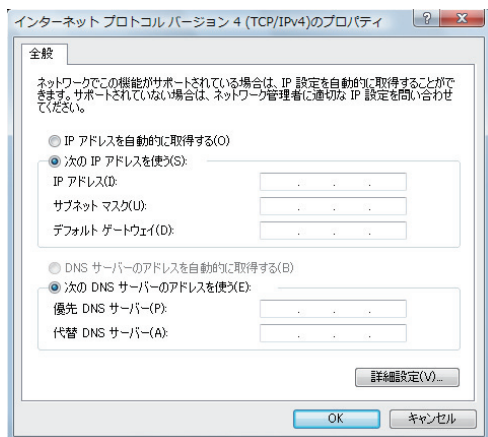 インターネット プロトコル バージョン 4 (TCP/IPv4)のプロパティ
全般
ネットワークでこの機能がサポートされている場合は、IP 設定を自動的に取得することがで
きます。サポートされていない場合は、ネットワーク管理者に適切な IP 設定を問い合わせ
てください。
IP アドレスを自動的に取得する(O)
次の IP アドレスを使う(S):
IP アドレス(I):
サブネット マスク(U):
デフォルト ゲートウェイ(D):
DNS サーバーのアドレスを自動的に取得する(B)
次の DNS サーバーのアドレスを使う(E):
優先 DNS サーバー(P):
代替 DNS サーバー(A):
詳細設定(V)...
OK キャンセル